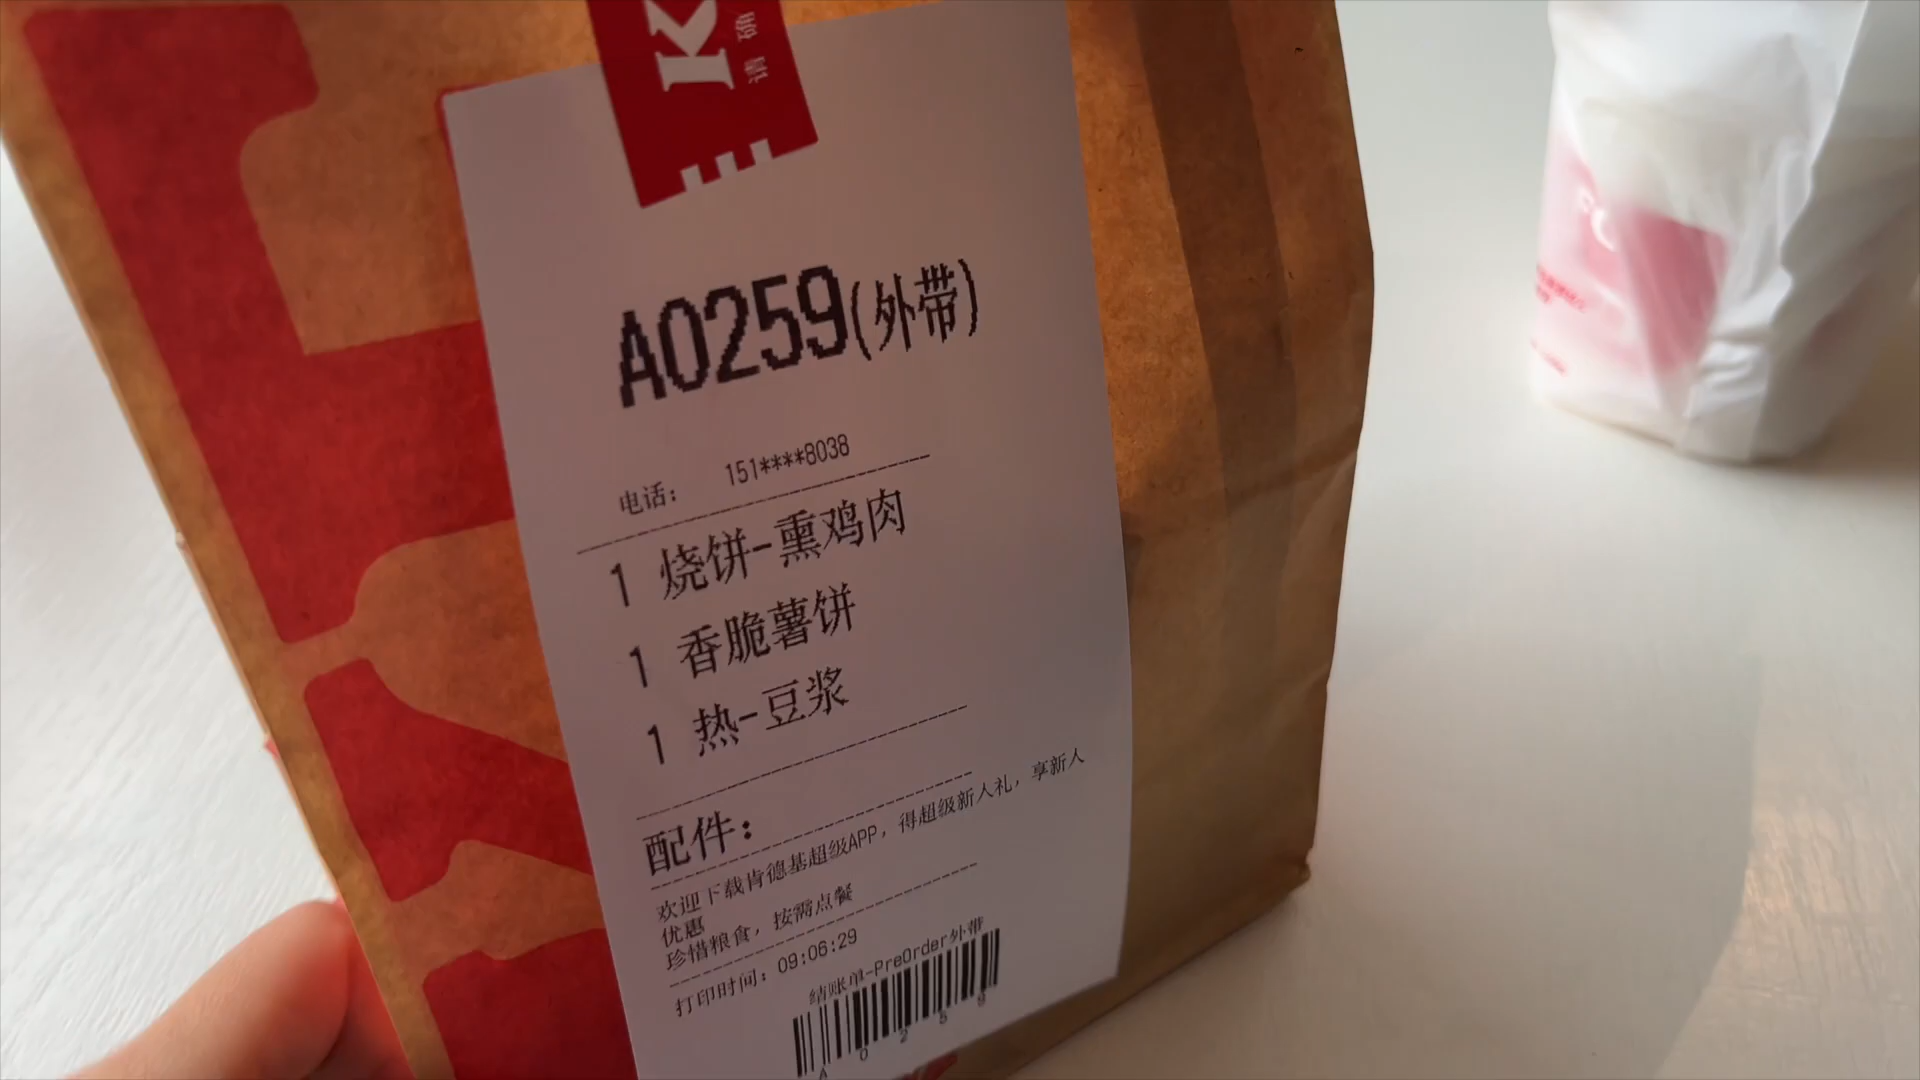 K
请 确
A0259(外带)
电话： 151****8038
1 烧饼-熏鸡肉
1 香脆薯饼
1 热-豆浆
配件：
欢迎下载肯德基超级APP，得超级新人礼，享新人
优惠
珍惜粮食，按需点餐
打印时间：09:06:29
结账单-PreOrder外带
A 0 2 5 9